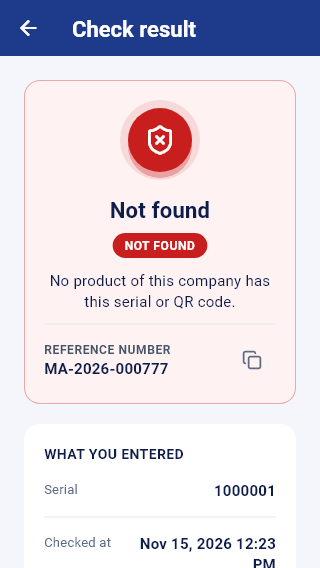 Check result
Not found
NOT FOUND
No product of this company has
this serial or QR code.
REFERENCE NUMBER
MA-2026-000777
WHAT YOU ENTERED
Serial
1000001
Checked at
Nov 15, 2026 12:23
PM